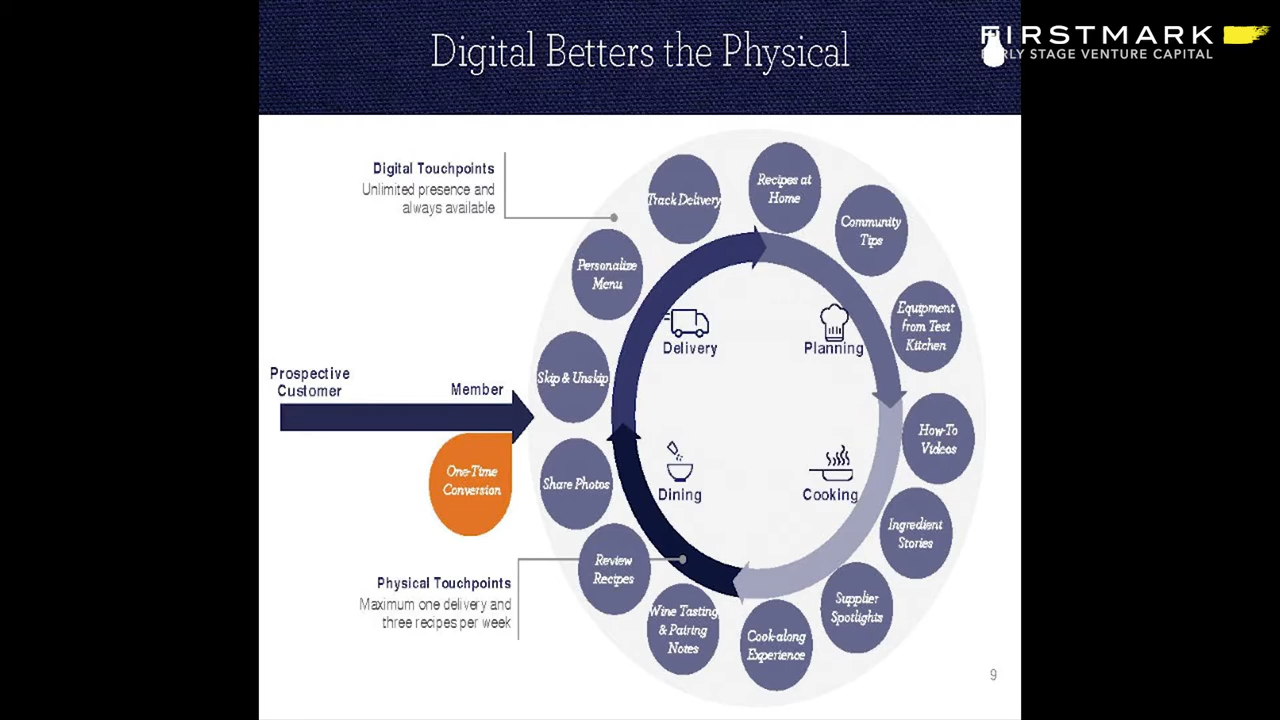 Digital Betters the Physical
FIRSTMARK
EARLY STAGE VENTURE CAPITAL
Digital Touchpoints
Unlimited presence and
always available
Track Delivery
Recipes at
Home
Community
Tips
Personalize
Menu
Equipment
from Test
Kitchen
Delivery
Planning
Skip & Unskip
Prospective
Customer
Member
How-To
Videos
One-Time
Conversion
Share Photos
Dining
Cooking
Ingredient
Stories
Review
Recipes
Physical Touchpoints
Maximum one delivery and
three recipes per week
Supplier
Spotlights
Wine Tasting
& Pairing
Notes
Cook-along
Experience
9